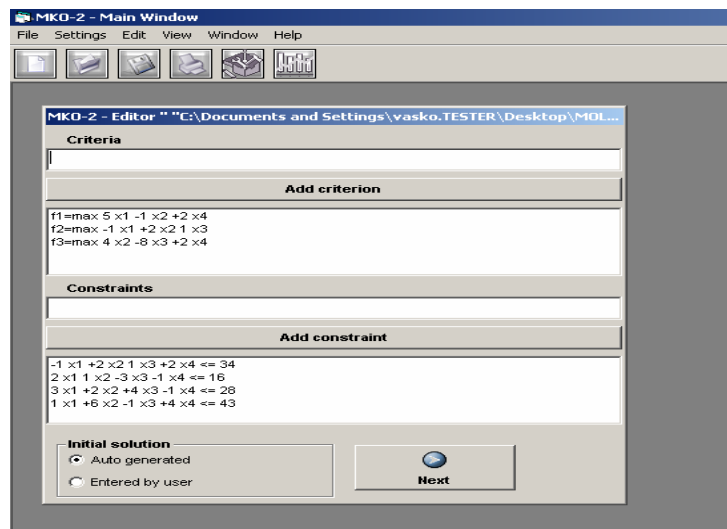 MKO-2 - Main Window
File Settings Edit View Window Help
MKO-2 - Editor " "C:\Documents and Settings\vasko.TESTER\Desktop\MOL...
Criteria
Add criterion
f1=max 5 x1 -1 x2 +2 x4
f2=max -1 x1 +2 x2 1 x3
f3=max 4 x2 -8 x3 +2 x4
Constraints
Add constraint
-1 x1 +2 x2 1 x3 +2 x4 <= 34
2 x1 1 x2 -3 x3 -1 x4 <= 16
3 x1 +2 x2 +4 x3 -1 x4 <= 28
1 x1 +6 x2 -1 x3 +4 x4 <= 43
Initial solution
Auto generated
Entered by user
Next